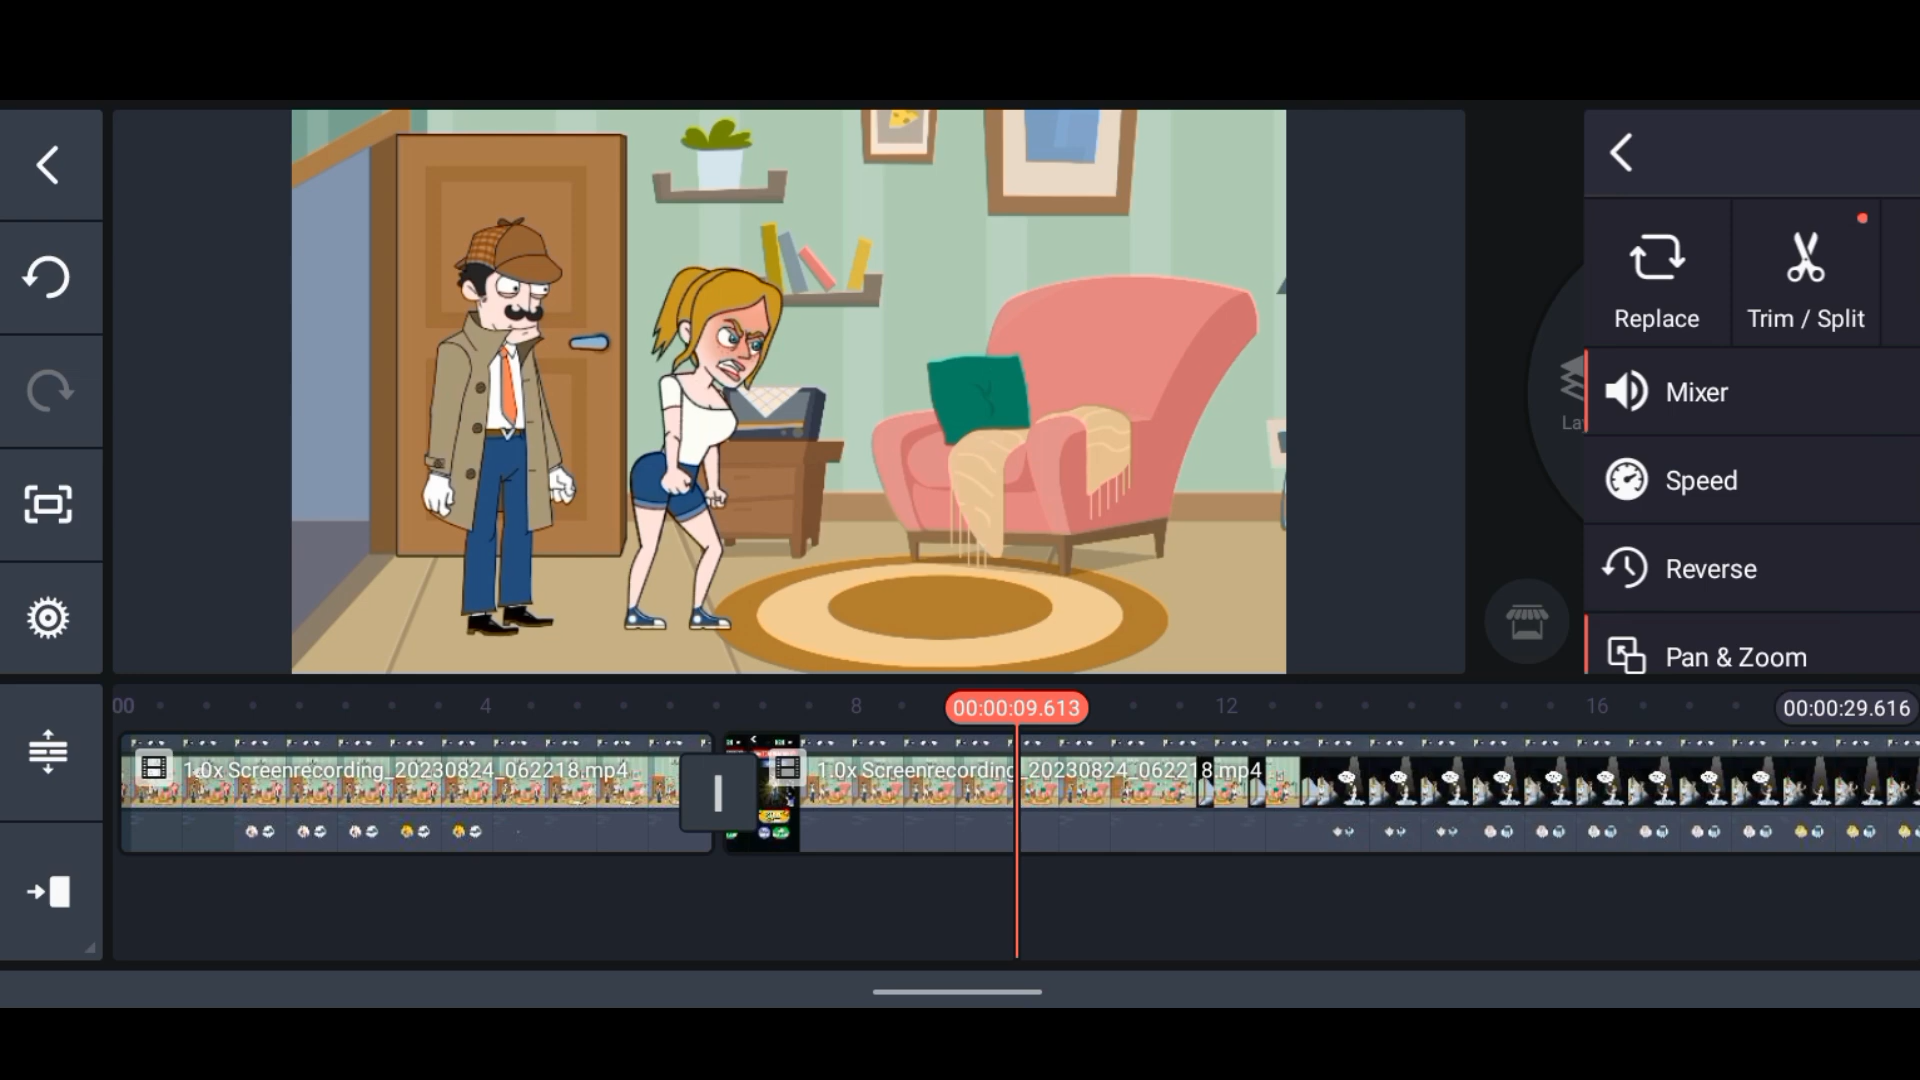 Replace
Trim / Split
Mixer
La
Speed
Reverse
Pan & Zoom
00
4
8
00:00:09.613
12
16
00:00:29.616
1.0x Screenrecording_20230824_062218.mp4
1.0x Screenrecording_20230824_062218.mp4